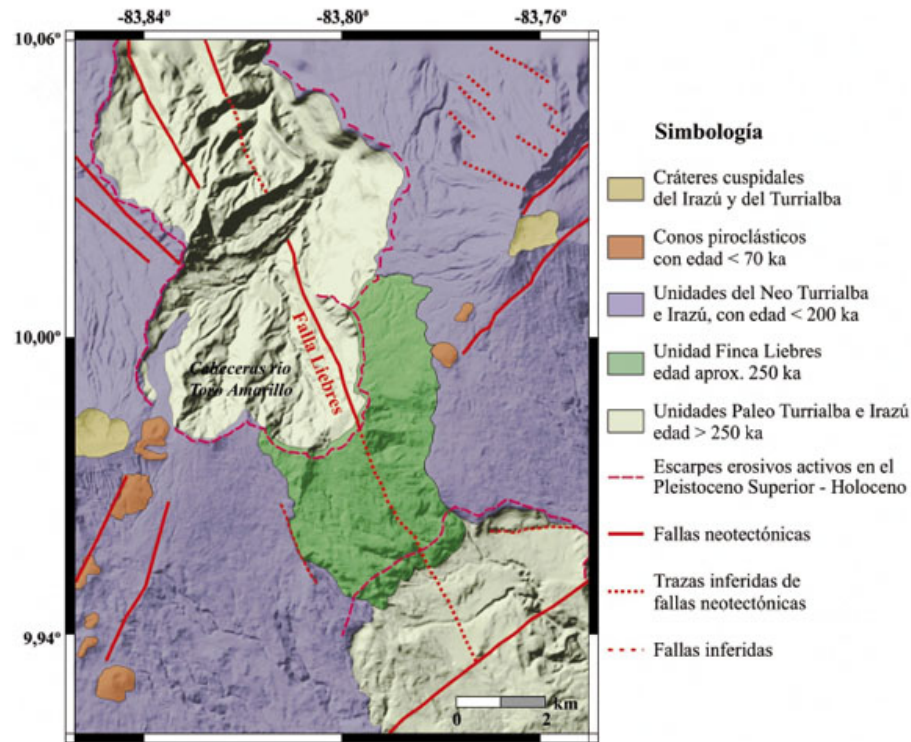 -83,84°
-83,80°
-83,76°
10,06°
10,00°
9,94°
Falla Liebres
Cabeceras río
Toro Amarillo
0
2
km
Simbología
Cráteres cuspidales
del Irazú y del Turrialba
Conos piroclásticos
con edad < 70 ka
Unidades del Neo Turrialba
e Irazú, con edad < 200 ka
Unidad Finca Liebres
edad aprox. 250 ka
Unidades Paleo Turrialba e Irazú
edad > 250 ka
Escarpes erosivos activos en el
Pleistoceno Superior - Holoceno
Fallas neotectónicas
Trazas inferidas de
fallas neotectónicas
Fallas inferidas